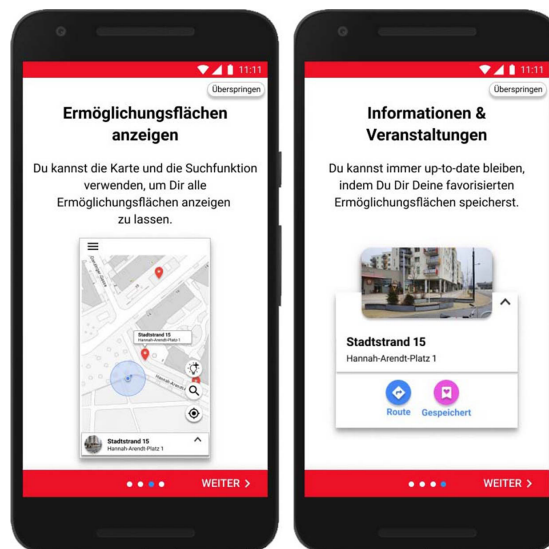 11:11
Überspringen
Ermöglichungsflächen
anzeigen
Du kannst die Karte und die Suchfunktion
verwenden, um Dir alle
Ermöglichungsflächen anzeigen
zu lassen.
Stadtstrand 15
Hannah-Arendt-Platz 1
Hannah-Arendt-P
Stadtstrand 15
Hannah-Arendt-Platz 1
WEITER >
11:11
Überspringen
Informationen &
Veranstaltungen
Du kannst immer up-to-date bleiben,
indem Du Dir Deine favorisierten
Ermöglichungsflächen speicherst.
Stadtstrand 15
Hannah-Arendt-Platz 1
Route
Gespeichert
WEITER >